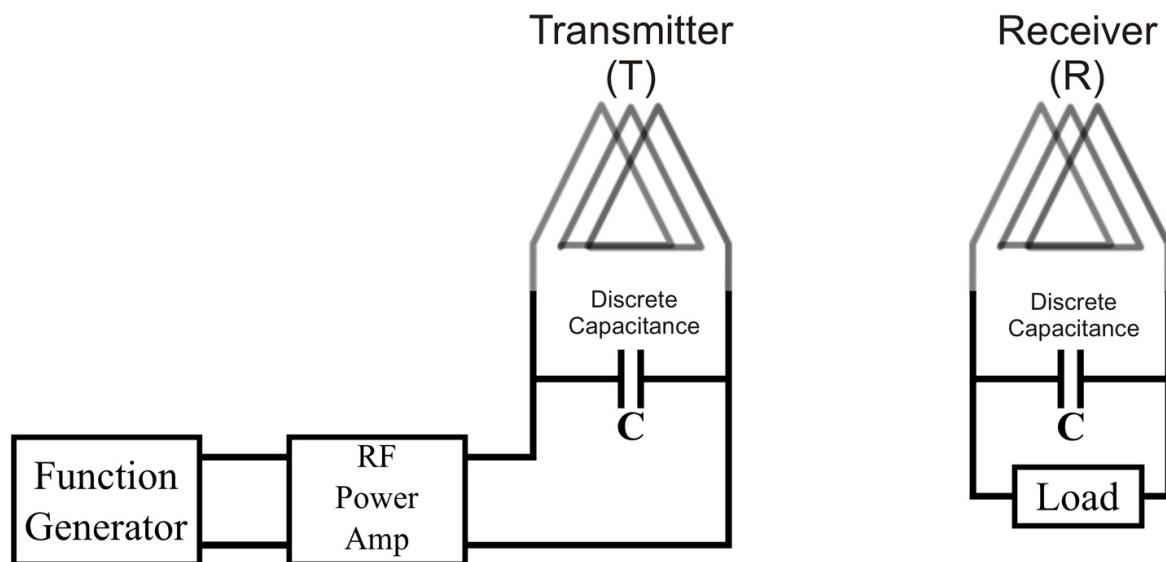 Transmitter
(T)
Receiver
(R)
Discrete
Capacitance
C
Discrete
Capacitance
C
Function
Generator
RF
Power
Amp
Load